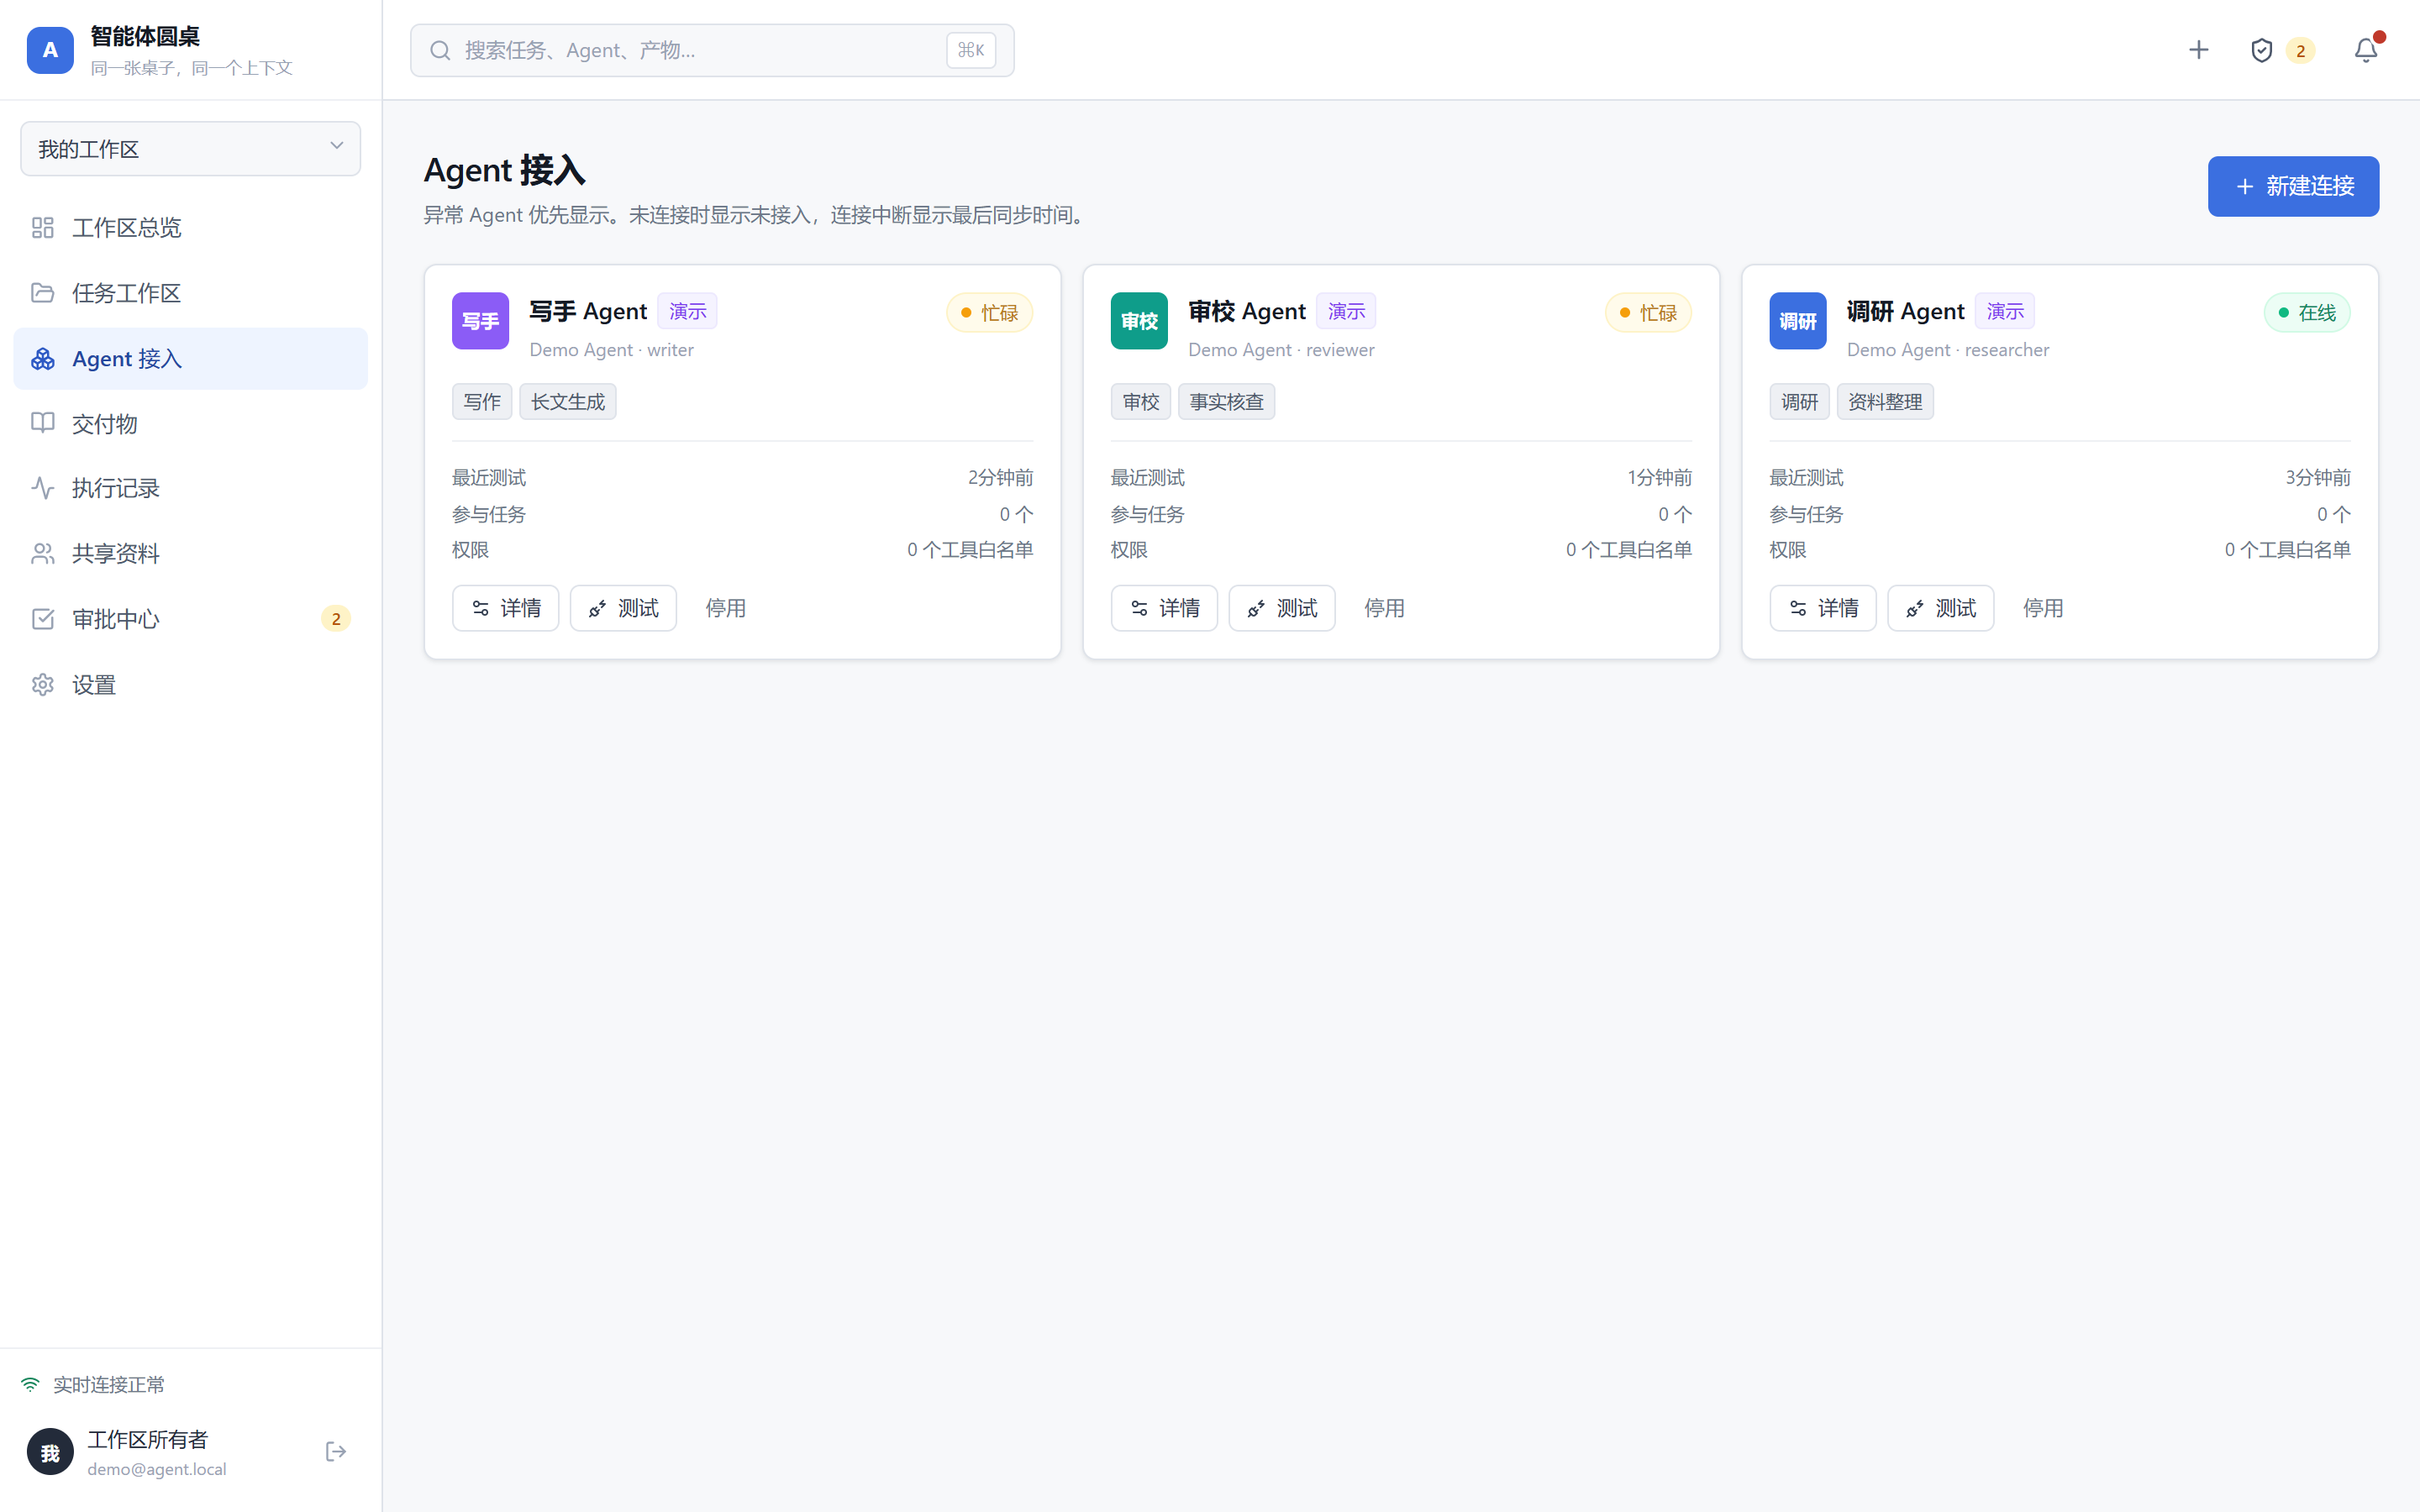 A
智能体圆桌
同一张桌子，同一个上下文
搜索任务、Agent、产物...
⌘K
2
我的工作区
工作区总览
任务工作区
Agent 接入
交付物
执行记录
共享资料
审批中心
2
设置
Agent 接入
异常 Agent 优先显示。未连接时显示未接入，连接中断显示最后同步时间。
新建连接
写手
写手 Agent
演示
忙碌
Demo Agent · writer
写作
长文生成
最近测试
2分钟前
参与任务
0 个
权限
0 个工具白名单
详情
测试
停用
审校
审校 Agent
演示
忙碌
Demo Agent · reviewer
审校
事实核查
最近测试
1分钟前
参与任务
0 个
权限
0 个工具白名单
详情
测试
停用
调研
调研 Agent
演示
在线
Demo Agent · researcher
调研
资料整理
最近测试
3分钟前
参与任务
0 个
权限
0 个工具白名单
详情
测试
停用
实时连接正常
我
工作区所有者
demo@agent.local